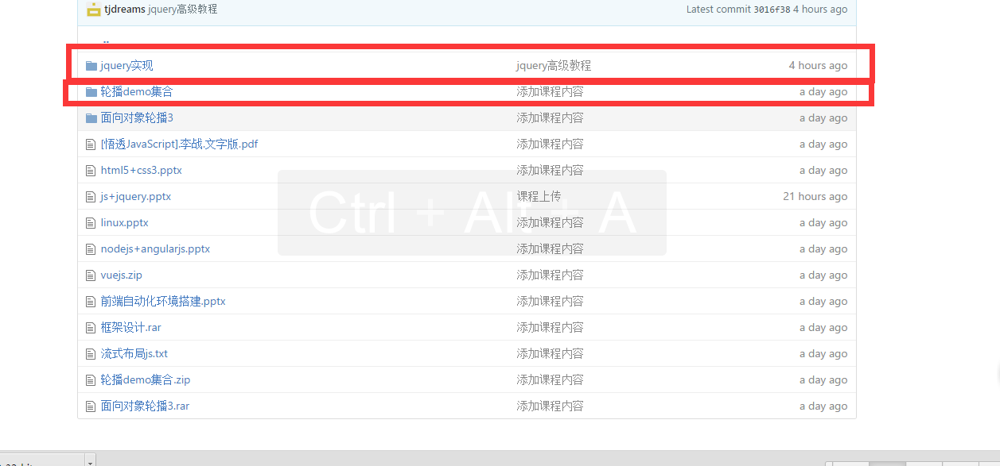 tjdreams jquery高级教程 Latest commit 3016f38 4 hours ago
..
jquery实现 jquery高级教程 4 hours ago
轮播demo集合 添加课程内容 a day ago
面向对象轮播3 添加课程内容 a day ago
[悟透JavaScript].李战.文字版.pdf 添加课程内容 a day ago
html5+css3.pptx 添加课程内容 a day ago
js+jquery.pptx 课程上传 21 hours ago
Ctrl + Alt + A
linux.pptx 添加课程内容 a day ago
nodejs+angularjs.pptx 添加课程内容 a day ago
vuejs.zip 添加课程内容 a day ago
前端自动化环境搭建.pptx 添加课程内容 a day ago
框架设计.rar 添加课程内容 a day ago
流式布局js.txt 添加课程内容 a day ago
轮播demo集合.zip 添加课程内容 a day ago
面向对象轮播3.rar 添加课程内容 a day ago